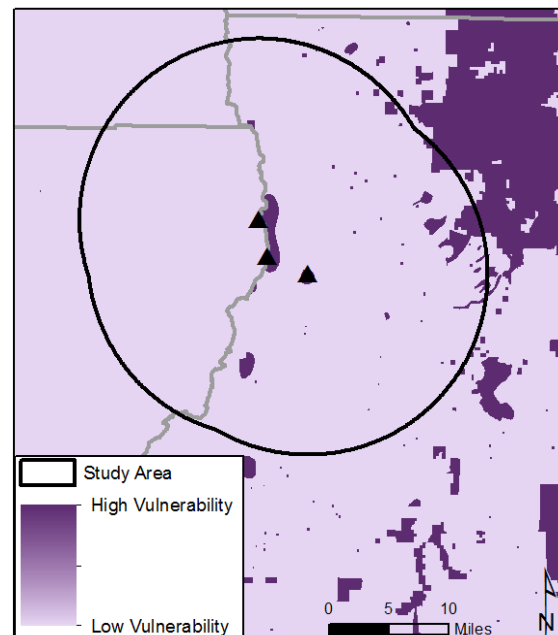 Study Area
High Vulnerability
Low Vulnerability
0 5 10
Miles
N